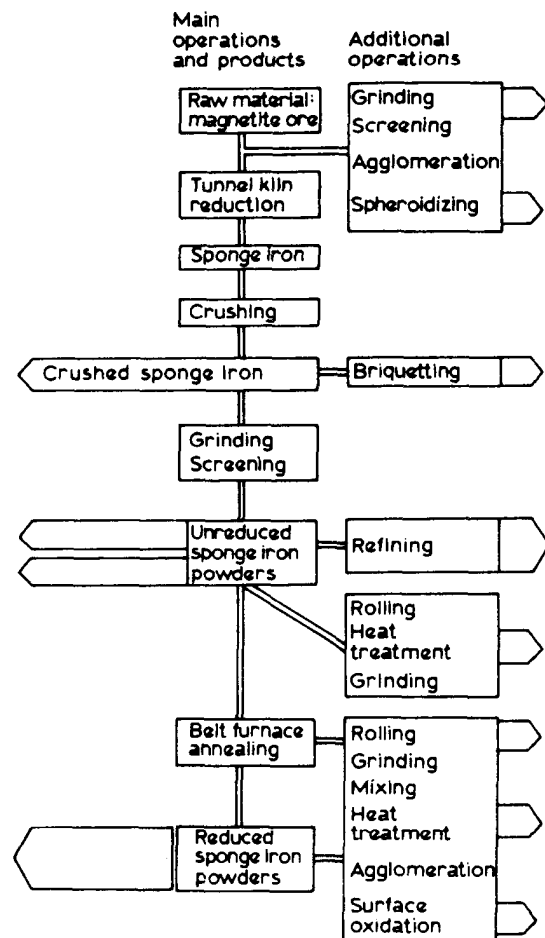 Main
operations
and products
Additional
operations
Raw material:
magnetite ore
Grinding
Screening
Agglomeration
Spheroidizing
Tunnel kiln
reduction
Sponge iron
Crushing
Crushed sponge iron
Briquetting
Grinding
Screening
Unreduced
sponge iron
powders
Refining
Rolling
Heat
treatment
Grinding
Belt furnace
annealing
Rolling
Grinding
Mixing
Heat
treatment
Agglomeration
Surface
oxidation
Reduced
sponge iron
powders